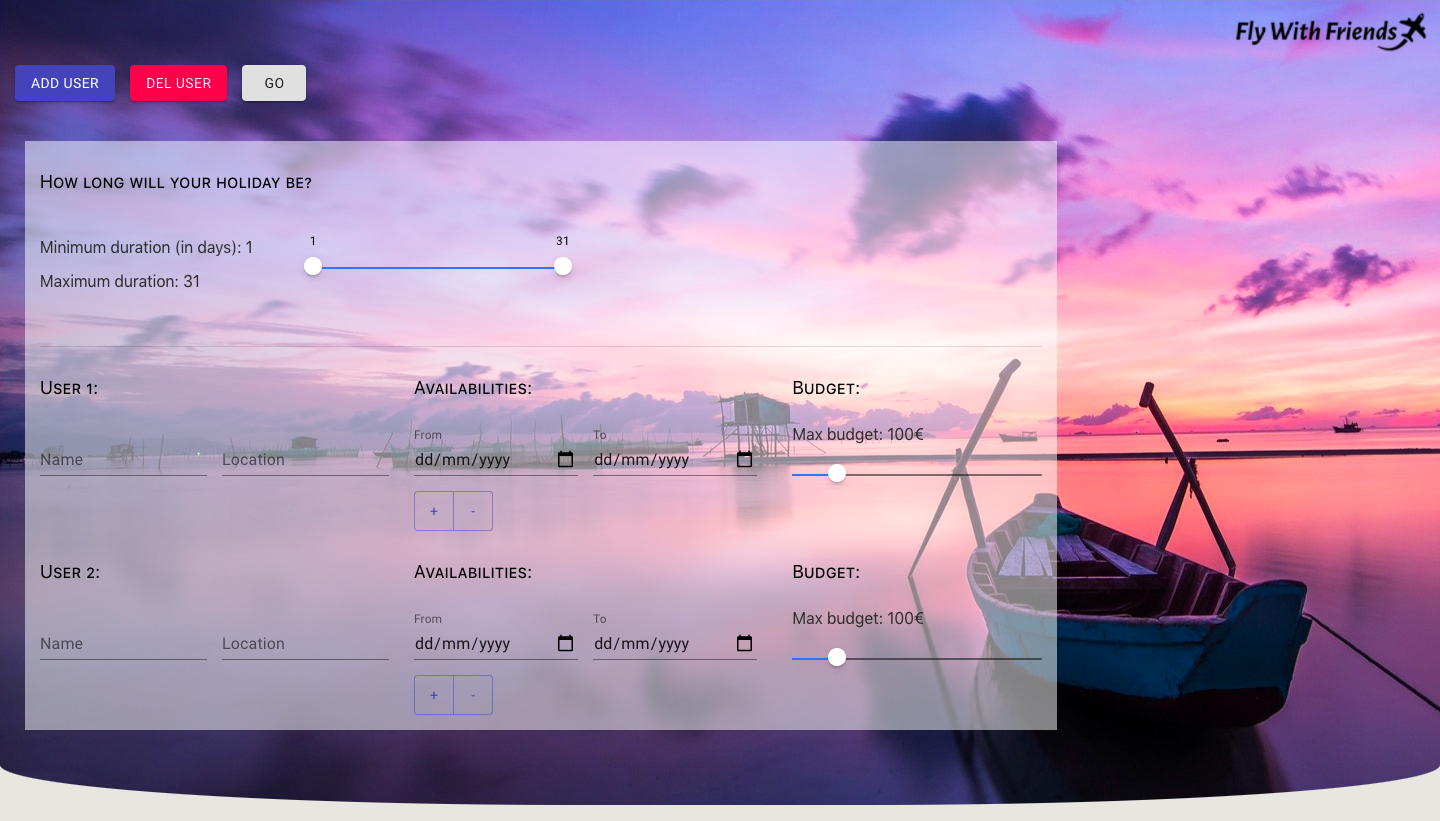 Fly With Friends
ADD USER DEL USER GO
How long will your holiday be?
Minimum duration (in days): 1
1 31
Maximum duration: 31
User 1: Availabilities: Budget:
From To Max budget: 100€
Name Location dd/mm/yyyy dd/mm/yyyy
+ -
User 2: Availabilities: Budget:
From To Max budget: 100€
Name Location dd/mm/yyyy dd/mm/yyyy
+ -